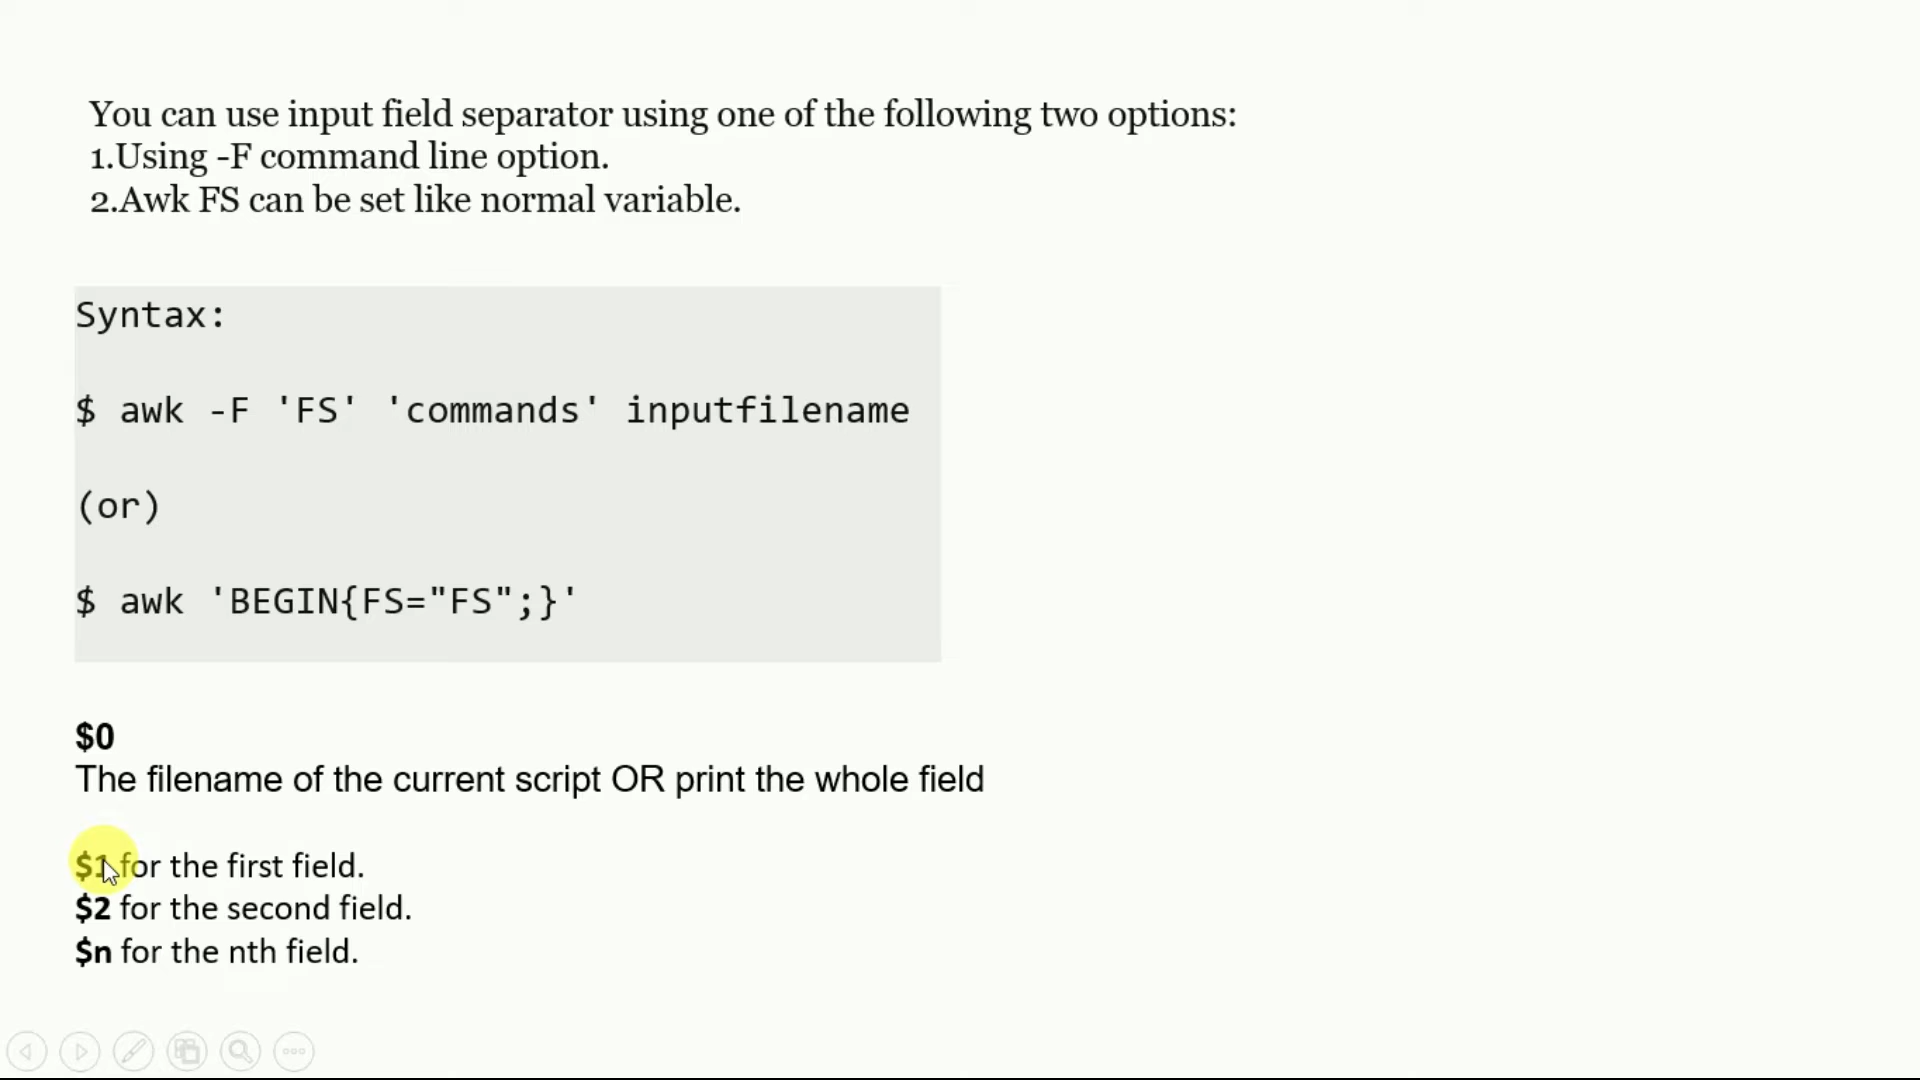 You can use input field separator using one of the following two options:
1.Using -F command line option.
2.Awk FS can be set like normal variable.
Syntax:
$ awk -F 'FS' 'commands' inputfilename
(or)
$ awk 'BEGIN{FS="FS";}'
$0
The filename of the current script OR print the whole field
$1 for the first field.
$2 for the second field.
$n for the nth field.